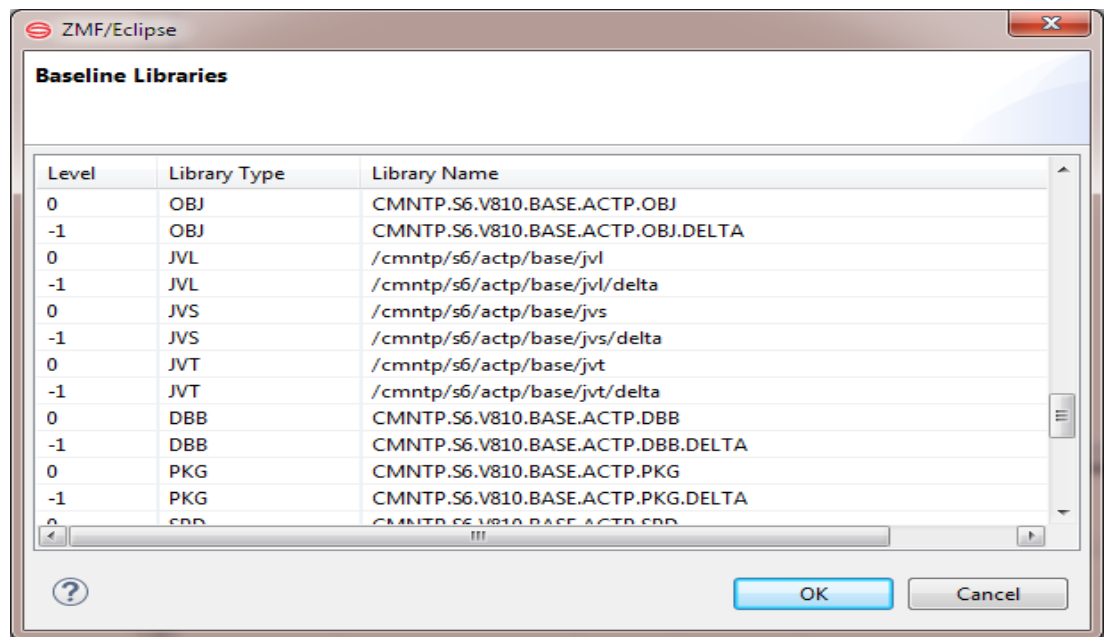 ZMF/Eclipse
Baseline Libraries
Level Library Type Library Name
0 OBJ CMNTP.S6.V810.BASE.ACTP.OBJ
-1 OBJ CMNTP.S6.V810.BASE.ACTP.OBJ.DELTA
0 JVL /cmntp/s6/actp/base/jvl
-1 JVL /cmntp/s6/actp/base/jvl/delta
0 JVS /cmntp/s6/actp/base/jvs
-1 JVS /cmntp/s6/actp/base/jvs/delta
0 JVT /cmntp/s6/actp/base/jvt
-1 JVT /cmntp/s6/actp/base/jvt/delta
0 DBB CMNTP.S6.V810.BASE.ACTP.DBB
-1 DBB CMNTP.S6.V810.BASE.ACTP.DBB.DELTA
0 PKG CMNTP.S6.V810.BASE.ACTP.PKG
-1 PKG CMNTP.S6.V810.BASE.ACTP.PKG.DELTA
OK Cancel